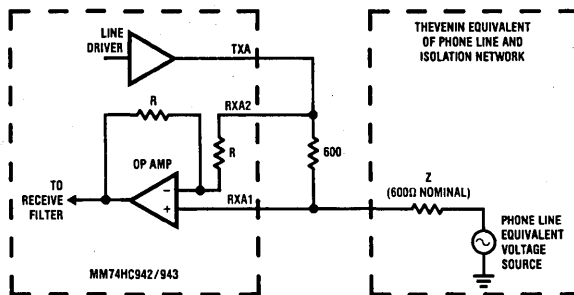 LINE
DRIVER
TXA
THEVENIN EQUIVALENT
OF PHONE LINE AND
ISOLATION NETWORK
R
RXA2
OP AMP
R
600
TO
RECEIVE
FILTER
−
+
RXA1
Z
(600Ω NOMINAL)
PHONE LINE
EQUIVALENT
VOLTAGE
SOURCE
MM74HC942/943